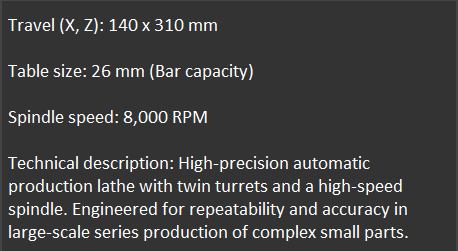 Travel (X, Z): 140 x 310 mm
Table size: 26 mm (Bar capacity)
Spindle speed: 8,000 RPM
Technical description: High-precision automatic
production lathe with twin turrets and a high-speed
spindle. Engineered for repeatability and accuracy in
large-scale series production of complex small parts.